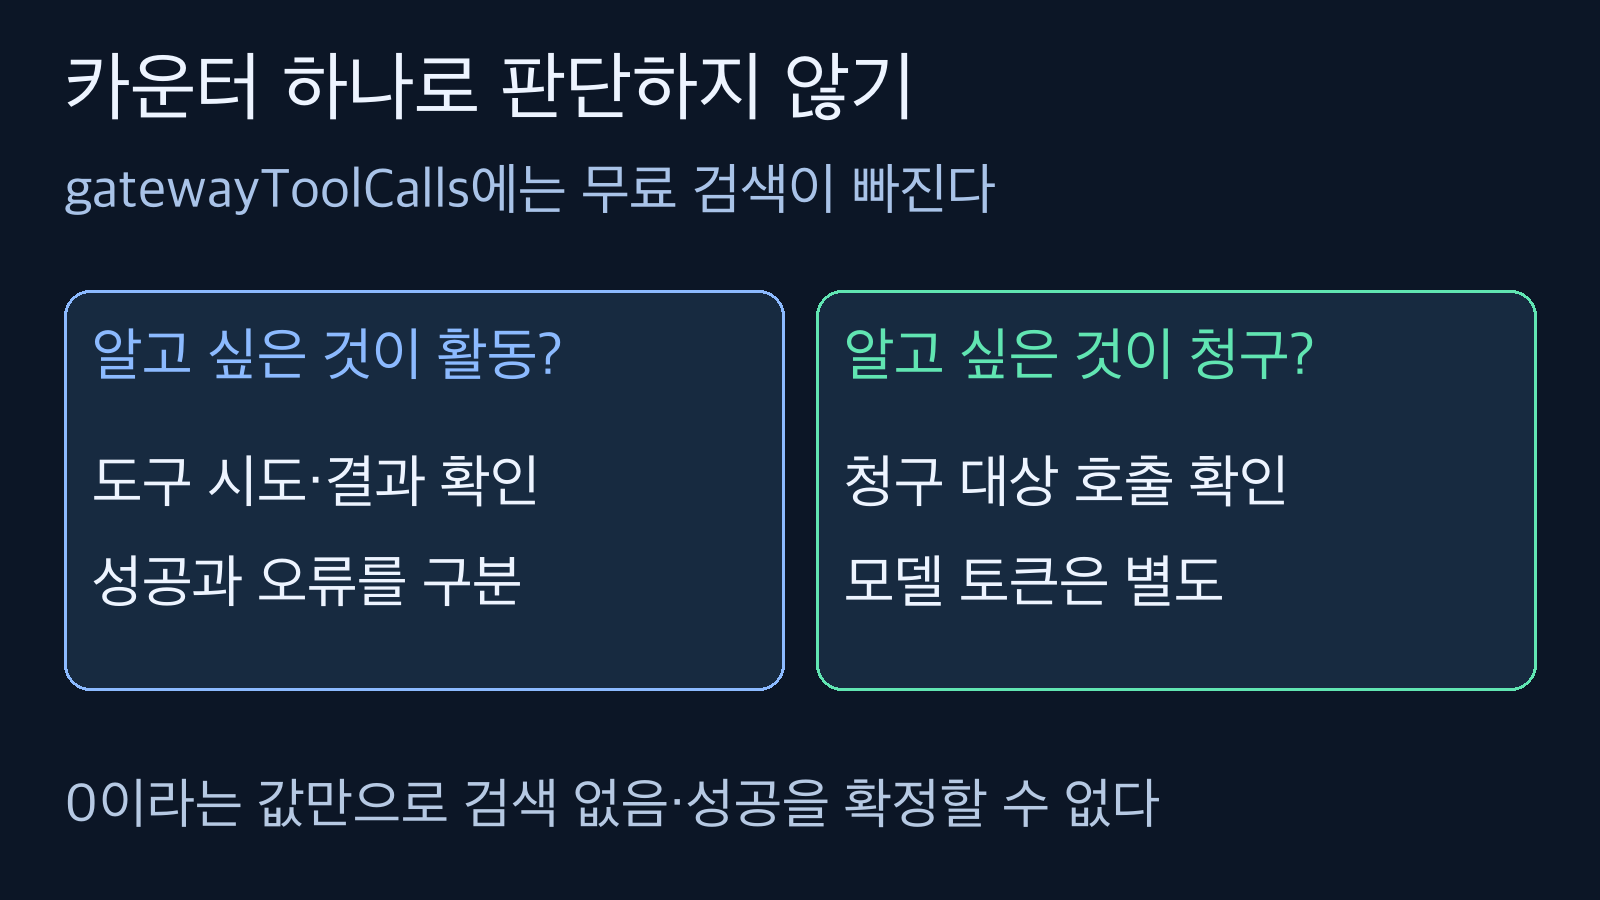 카운터 하나로 판단하지 않기
gatewayToolCalls에는 무료 검색이 빠진다
알고 싶은 것이 활동?
도구 시도·결과 확인
성공과 오류를 구분
알고 싶은 것이 청구?
청구 대상 호출 확인
모델 토큰은 별도
0이라는 값만으로 검색 없음·성공을 확정할 수 없다